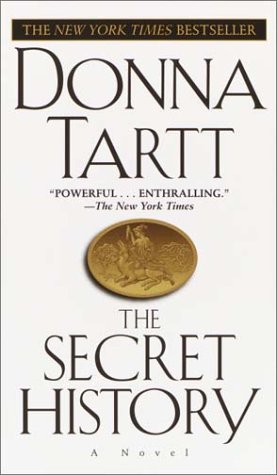 THE NEW YORK TIMES BESTSELLER
DONNA
TARTT
“POWERFUL . . . ENTHRALLING.”
—The New York Times
THE
SECRET
HISTORY
A Novel